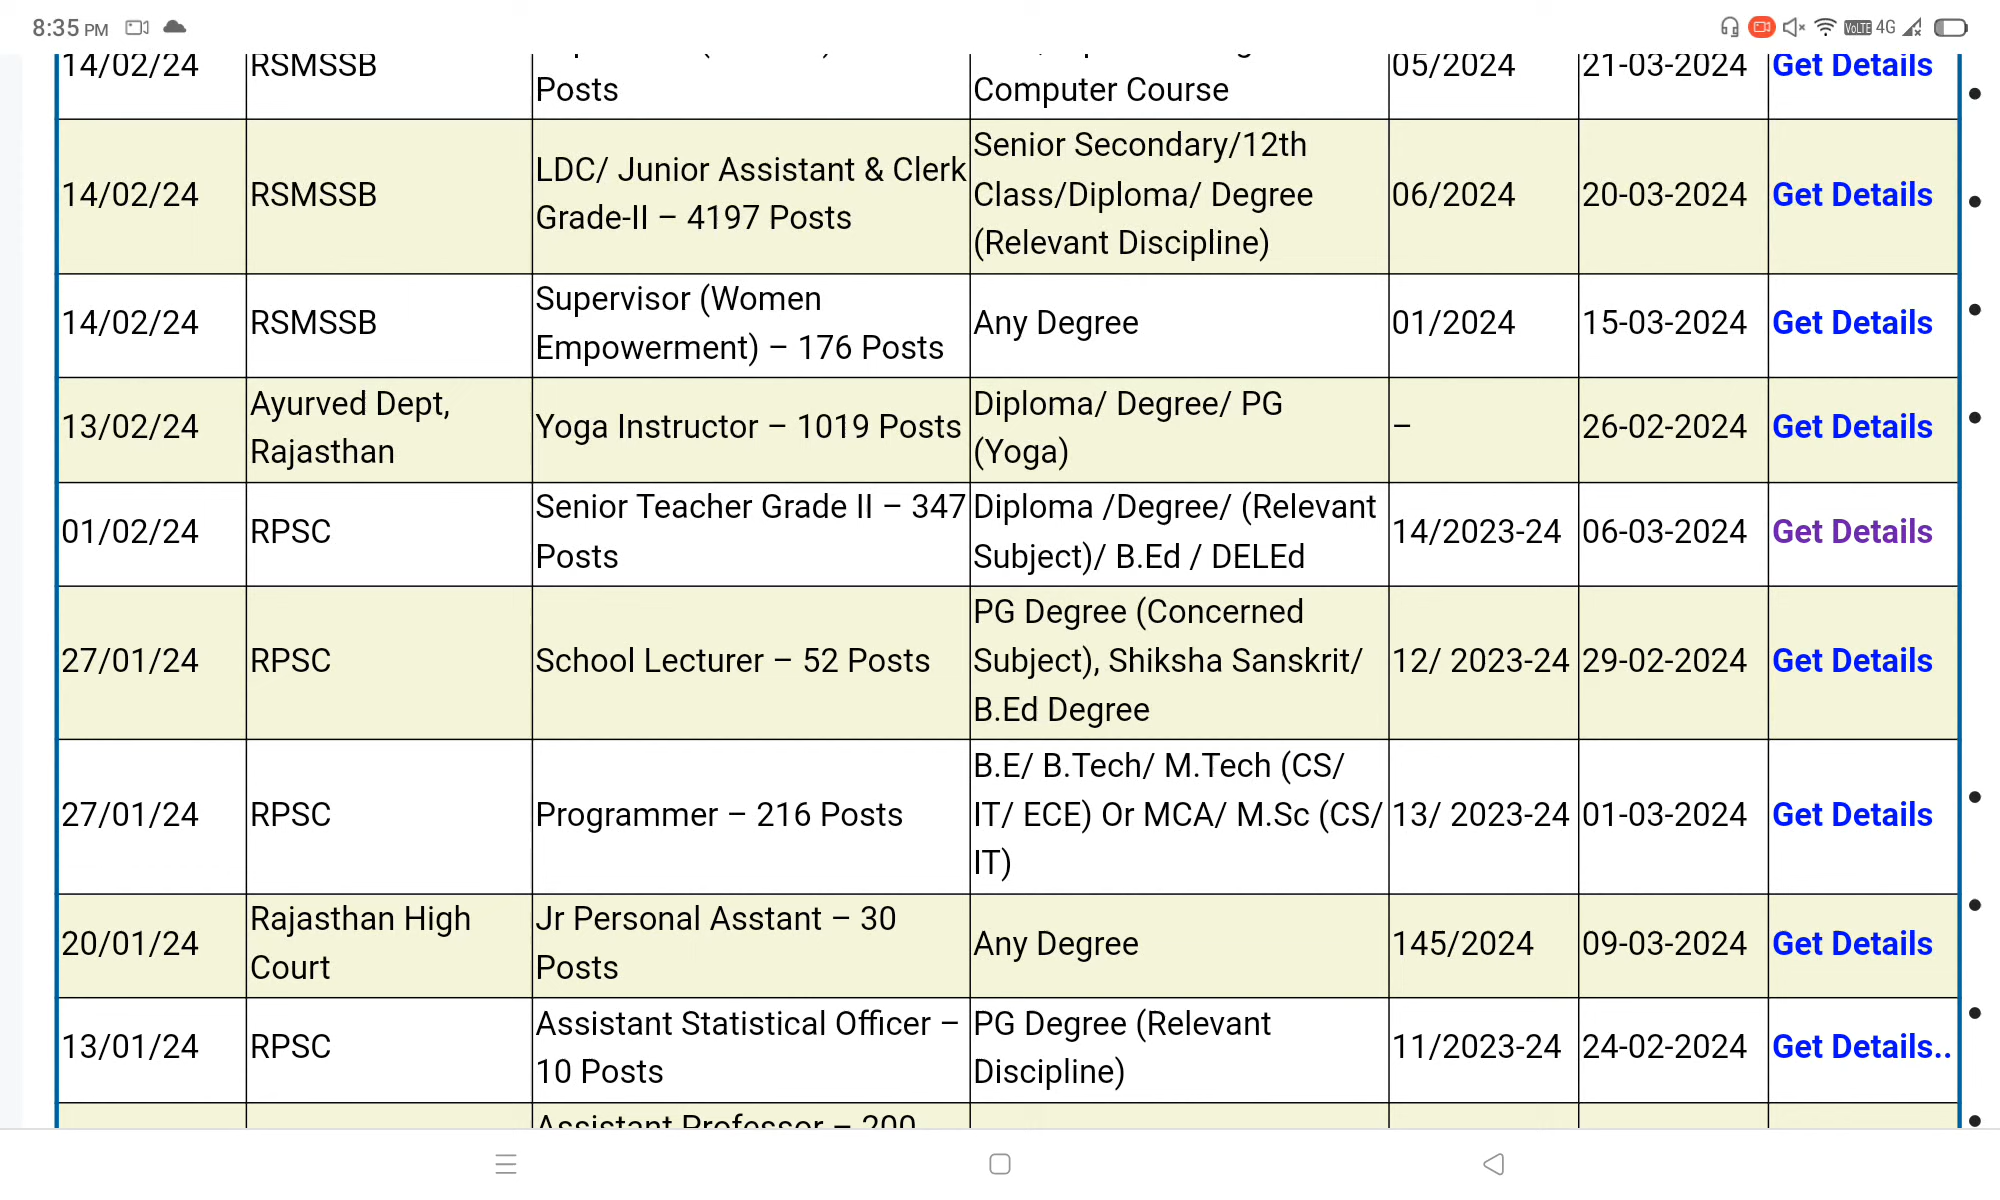 8:35 PM VoLTE 4G
14/02/24 RSMSSB Posts Computer Course 05/2024 21-03-2024 Get Details
14/02/24 RSMSSB LDC/ Junior Assistant & Clerk
Grade-II – 4197 Posts
Senior Secondary/12th
Class/Diploma/ Degree
(Relevant Discipline)
06/2024 20-03-2024 Get Details
14/02/24 RSMSSB Supervisor (Women
Empowerment) – 176 Posts
Any Degree 01/2024 15-03-2024 Get Details
13/02/24 Ayurved Dept,
Rajasthan
Yoga Instructor – 1019 Posts
Diploma/ Degree/ PG
(Yoga)
– 26-02-2024 Get Details
01/02/24 RPSC Senior Teacher Grade II – 347
Posts
Diploma /Degree/ (Relevant
Subject)/ B.Ed / DELEd
14/2023-24 06-03-2024 Get Details
27/01/24 RPSC School Lecturer – 52 Posts
PG Degree (Concerned
Subject), Shiksha Sanskrit/
B.Ed Degree
12/ 2023-24 29-02-2024 Get Details
27/01/24 RPSC Programmer – 216 Posts
B.E/ B.Tech/ M.Tech (CS/
IT/ ECE) Or MCA/ M.Sc (CS/
IT)
13/ 2023-24 01-03-2024 Get Details
20/01/24 Rajasthan High
Court
Jr Personal Asstant – 30
Posts
Any Degree 145/2024 09-03-2024 Get Details
13/01/24 RPSC Assistant Statistical Officer –
10 Posts
PG Degree (Relevant
Discipline)
11/2023-24 24-02-2024 Get Details..
Assistant Professor – 200